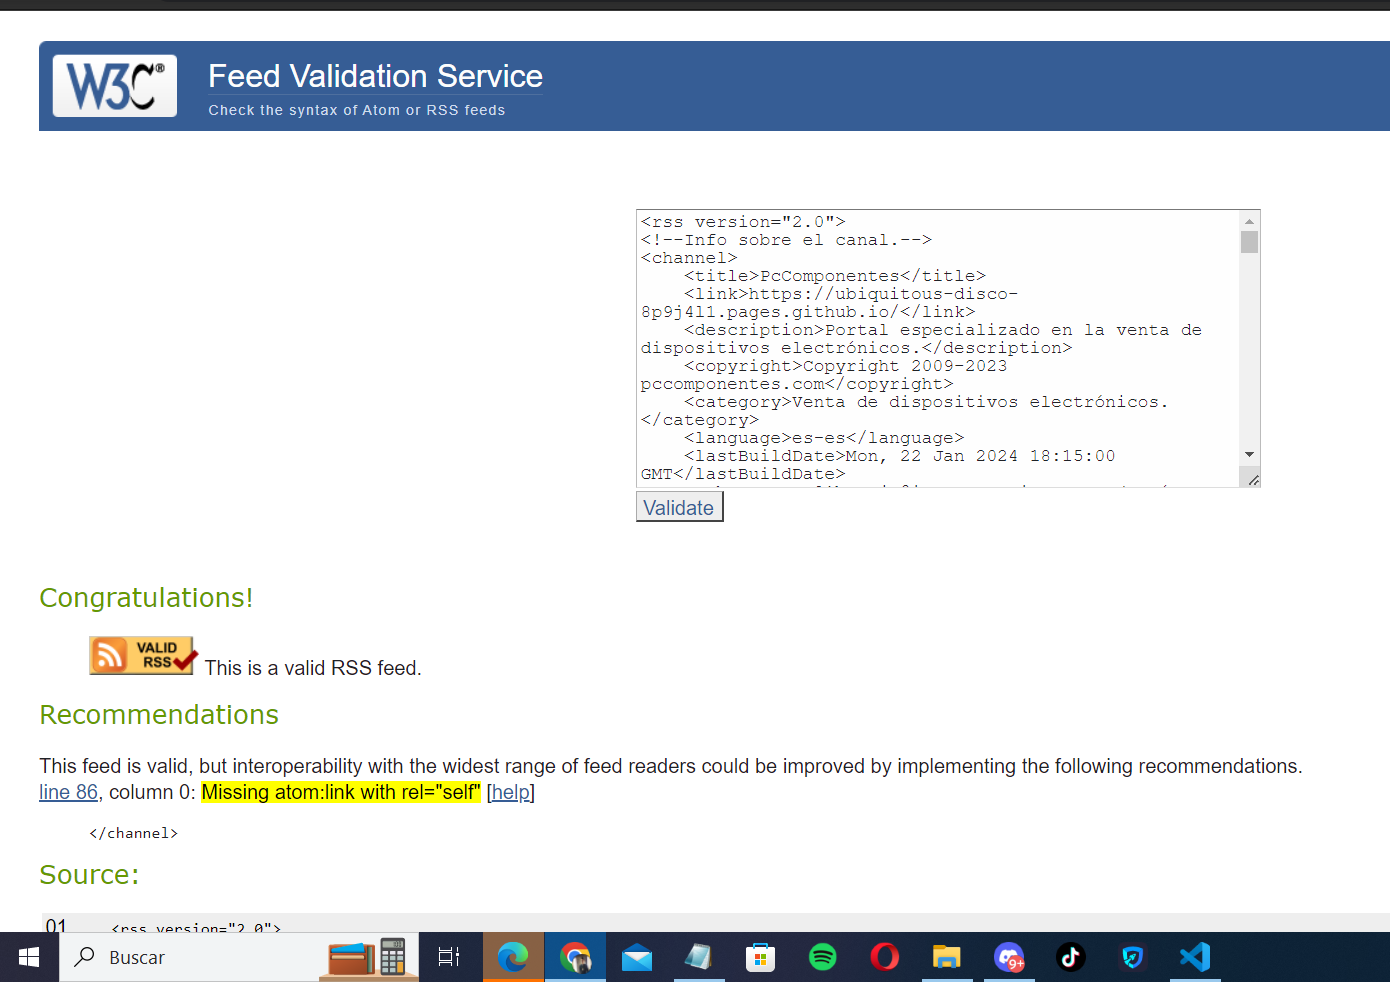 W3C®
Feed Validation Service
Check the syntax of Atom or RSS feeds
<rss version="2.0">
<!--Info sobre el canal.-->
<channel>
<title>PcComponentes</title>
<link>https://ubiquitous-disco-
8p9j4l1.pages.github.io/</link>
<description>Portal especializado en la venta de
dispositivos electrónicos.</description>
<copyright>Copyright 2009-2023
pccomponentes.com</copyright>
<category>Venta de dispositivos electrónicos.
</category>
<language>es-es</language>
<lastBuildDate>Mon, 22 Jan 2024 18:15:00
GMT</lastBuildDate>
Validate
Congratulations!
VALID
RSS
This is a valid RSS feed.
Recommendations
This feed is valid, but interoperability with the widest range of feed readers could be improved by implementing the following recommendations.
line 86, column 0: Missing atom:link with rel="self" [help]
</channel>
Source:
01 <rss version="2.0">
Buscar
9+